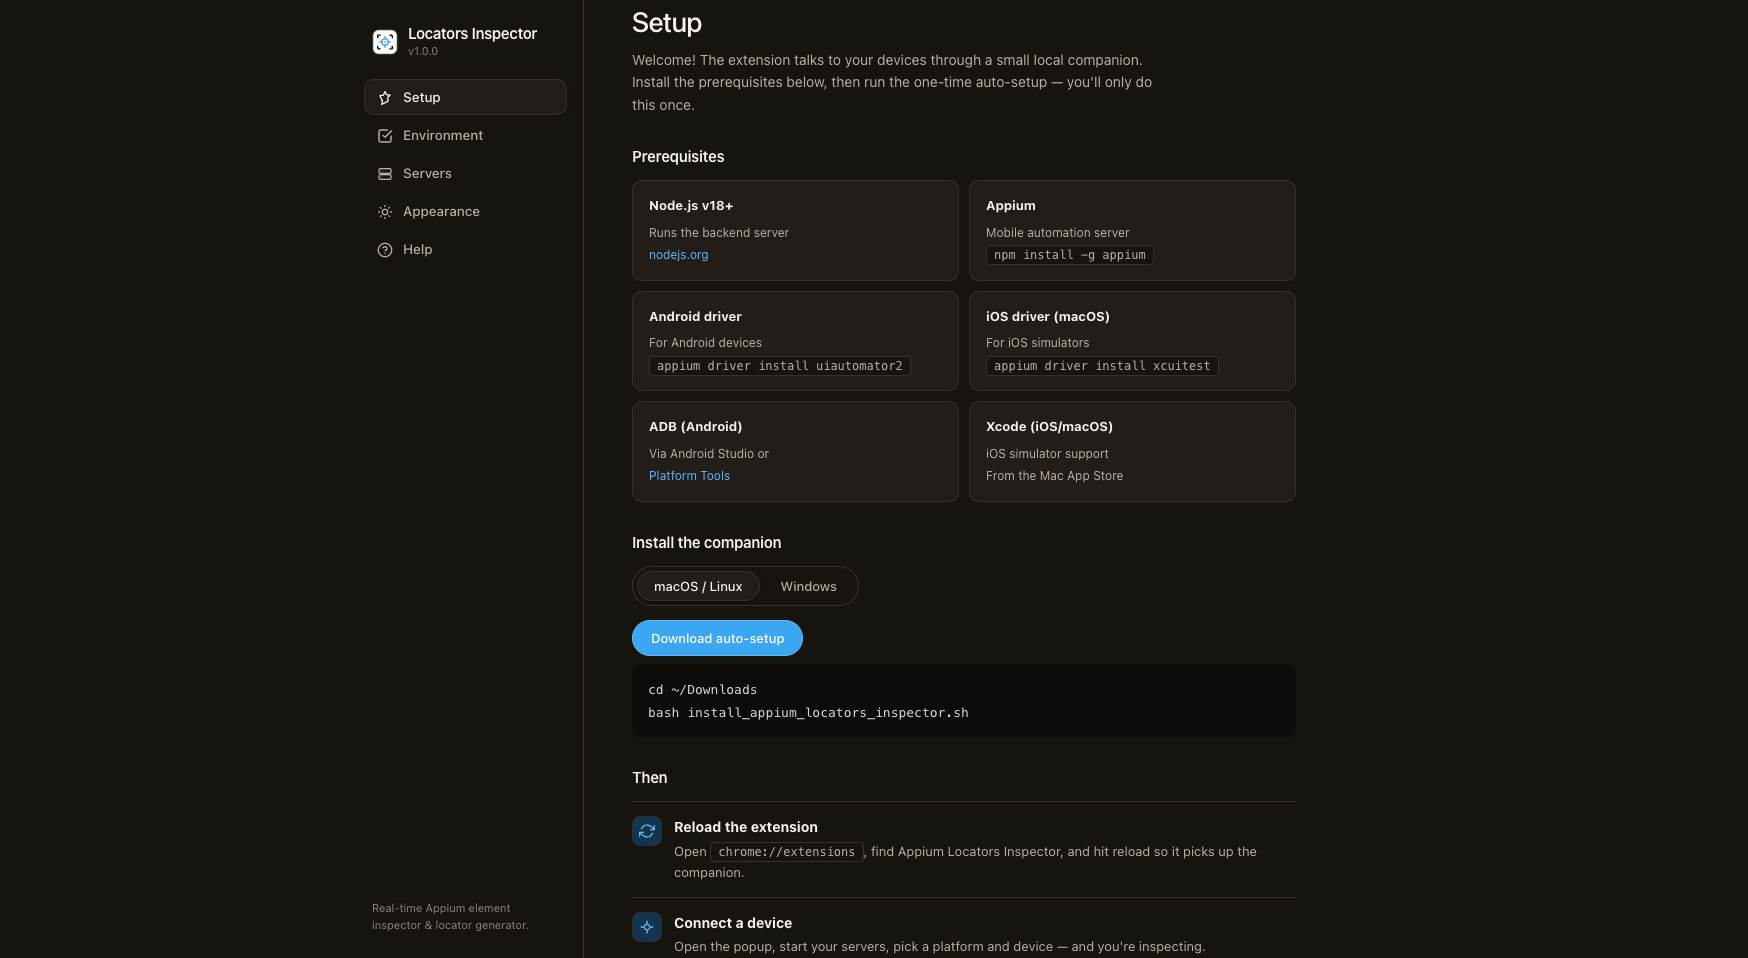 Locators Inspector
v1.0.0
Setup
Environment
Servers
Appearance
Help
Real-time Appium element
inspector & locator generator.
Setup
Welcome! The extension talks to your devices through a small local companion.
Install the prerequisites below, then run the one-time auto-setup — you'll only do
this once.
Prerequisites
Node.js v18+
Runs the backend server
nodejs.org
Appium
Mobile automation server
npm install -g appium
Android driver
For Android devices
appium driver install uiautomator2
iOS driver (macOS)
For iOS simulators
appium driver install xcuitest
ADB (Android)
Via Android Studio or
Platform Tools
Xcode (iOS/macOS)
iOS simulator support
From the Mac App Store
Install the companion
macOS / Linux
Windows
Download auto-setup
cd ~/Downloads
bash install_appium_locators_inspector.sh
Then
Reload the extension
Open chrome://extensions, find Appium Locators Inspector, and hit reload so it picks up the
companion.
Connect a device
Open the popup, start your servers, pick a platform and device — and you're inspecting.